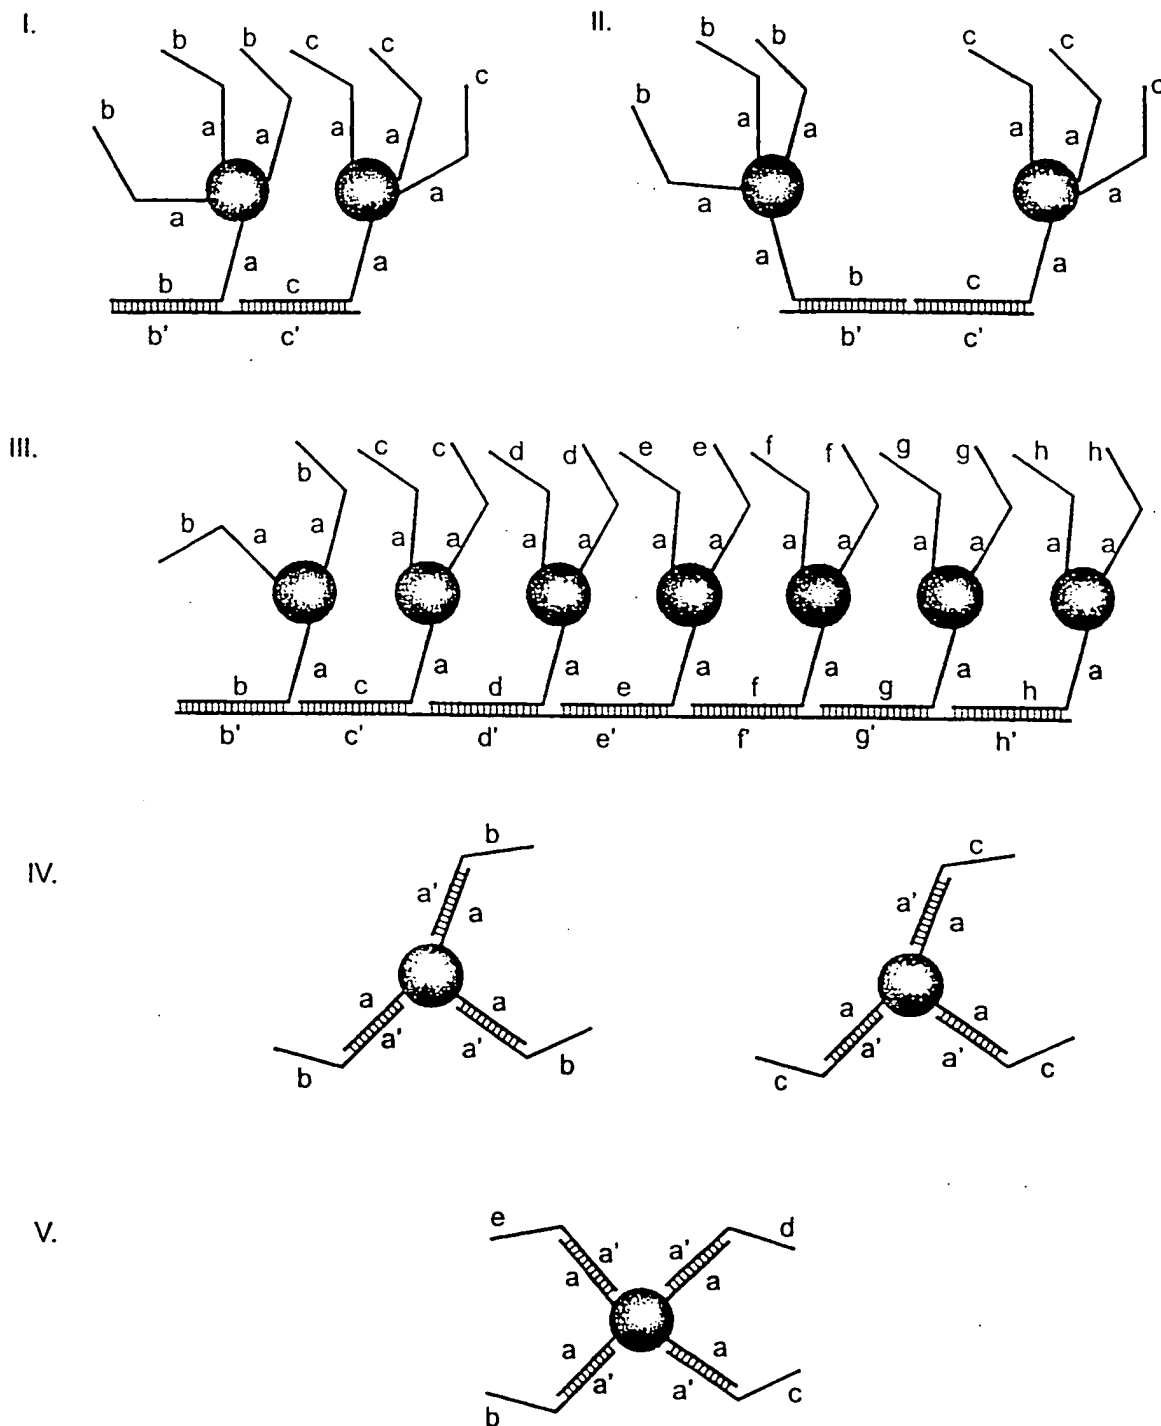 I.
b b c c c
b
a a a a a
a
a a
b c
b' c'
II.
b b c c c
b
a a a a
a a
a a
b c
b' c'
III.
b c c d d e e f f g g h h
b a a a a a a a a a a a a a a
a a a a a a a
b c d e f g h
b' c' d' e' f' g' h'
IV.
b c
a' a a' a
a a a a
a' a' a' a'
b b c c
V.
e d
a' a'
a a
a a
a' a'
b c